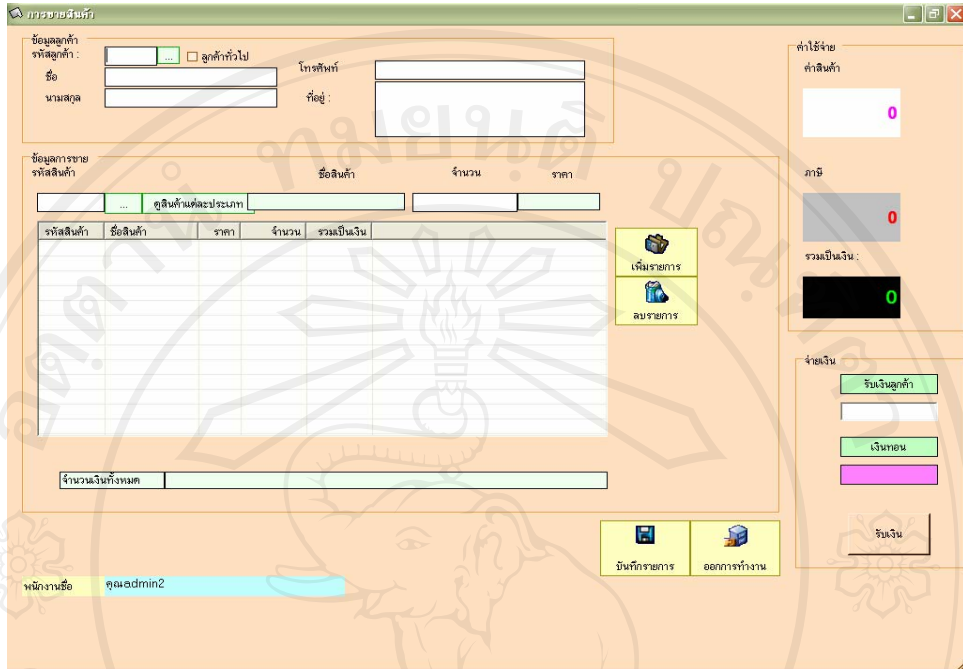 การขายสินค้า
ข้อมูลลูกค้า
รหัสลูกค้า :
...
ลูกค้าทั่วไป
ชื่อ
นามสกุล
โทรศัพท์
ที่อยู่ :
ข้อมูลการขาย
รหัสสินค้า ชื่อสินค้า จำนวน ราคา
... ดูสินค้าแต่ละประเภท
รหัสสินค้า ชื่อสินค้า ราคา จำนวน รวมเป็นเงิน
เพิ่มรายการ
ลบรายการ
จำนวนเงินทั้งหมด
ค่าใช้จ่าย
ค่าสินค้า
0
ภาษี
0
รวมเป็นเงิน :
0
จ่ายเงิน
รับเงินลูกค้า
เงินทอน
รับเงิน
บันทึกรายการ ออกการทำงาน
พนักงานชื่อ คุณadmin2